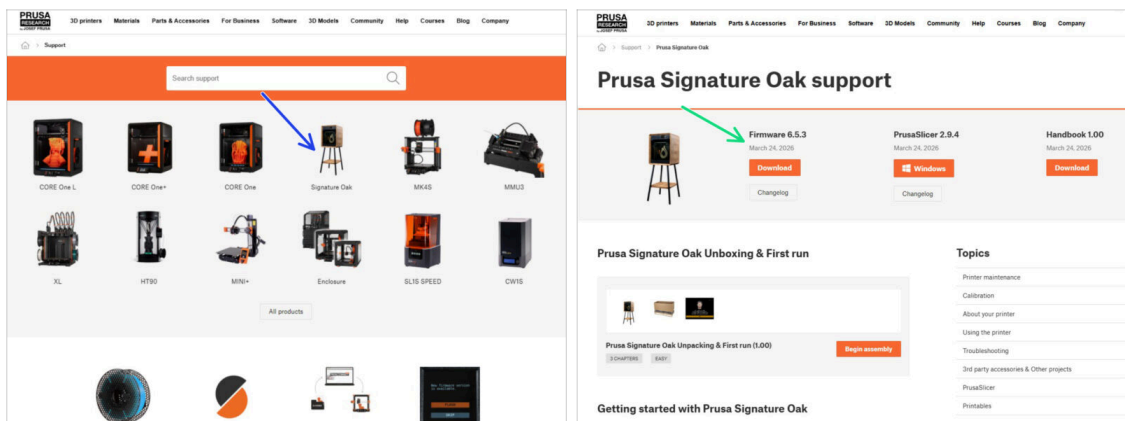 PRUSA
RESEARCH
by JOSEF PRUSA
3D printers Materials Parts & Accessories For Business Software 3D Models Community Help Courses Blog Company
Support
Search support
CORE One L CORE One+ CORE One Signature Oak MK4S MMU3
XL HT90 MINI+ Enclosure SL1S SPEED CW1S
All products
PRUSA
RESEARCH
by JOSEF PRUSA
3D printers Materials Parts & Accessories For Business Software 3D Models Community Help Courses Blog Company
Support Prusa Signature Oak
Prusa Signature Oak support
Firmware 6.5.3 PrusaSlicer 2.9.4 Handbook 1.00
March 24, 2026 March 24, 2026 March 24, 2026
Download Windows Download
Changelog Changelog
Prusa Signature Oak Unboxing & First run
Prusa Signature Oak Unpacking & First run (1.00)
3 CHAPTERS EASY
Begin assembly
Getting started with Prusa Signature Oak
Topics
Printer maintenance
Calibration
About your printer
Using the printer
Troubleshooting
3rd party accessories & Other projects
PrusaSlicer
Printables